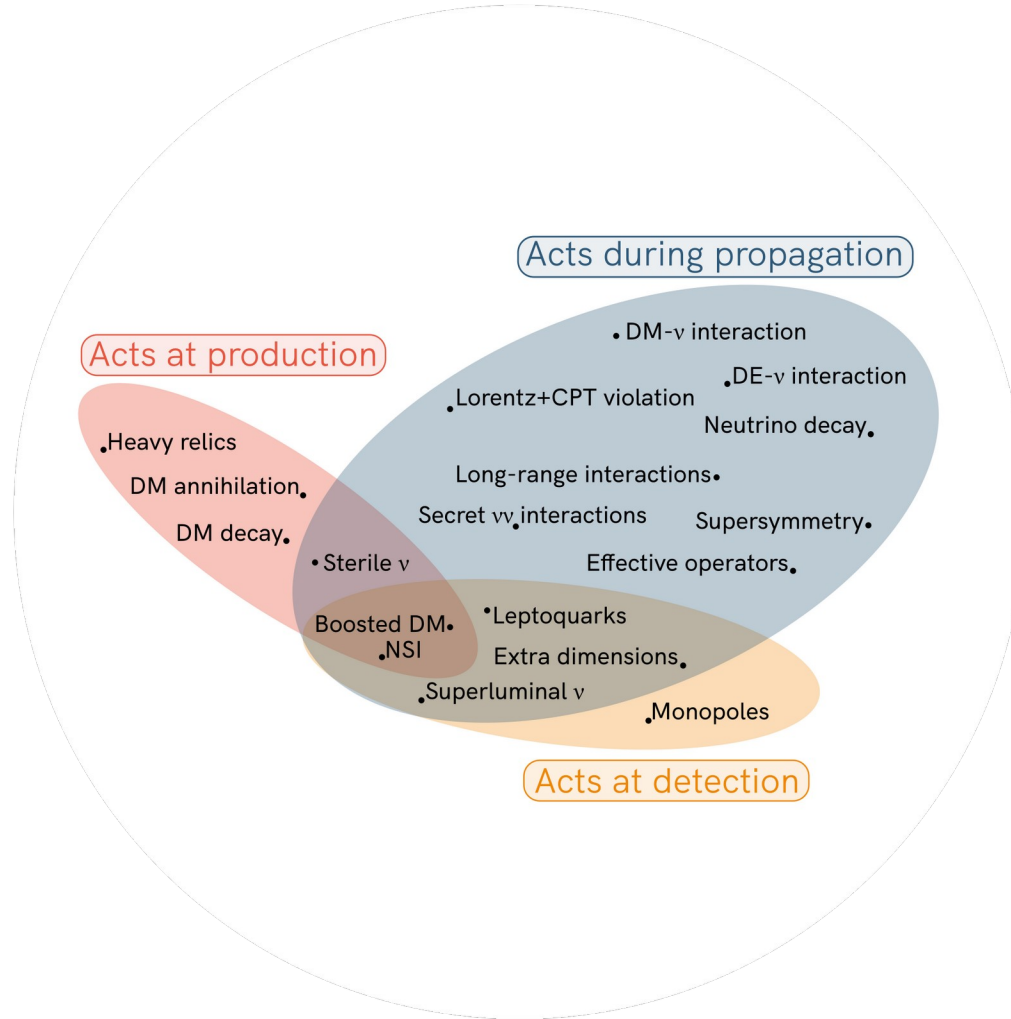 Acts during propagation
DM-ν interaction
DE-ν interaction
Lorentz+CPT violation
Neutrino decay
Long-range interactions
Secret νν interactions
Supersymmetry
Effective operators
Acts at production
Heavy relics
DM annihilation
DM decay
Sterile ν
Boosted DM
NSI
Leptoquarks
Extra dimensions
Superluminal ν
Monopoles
Acts at detection